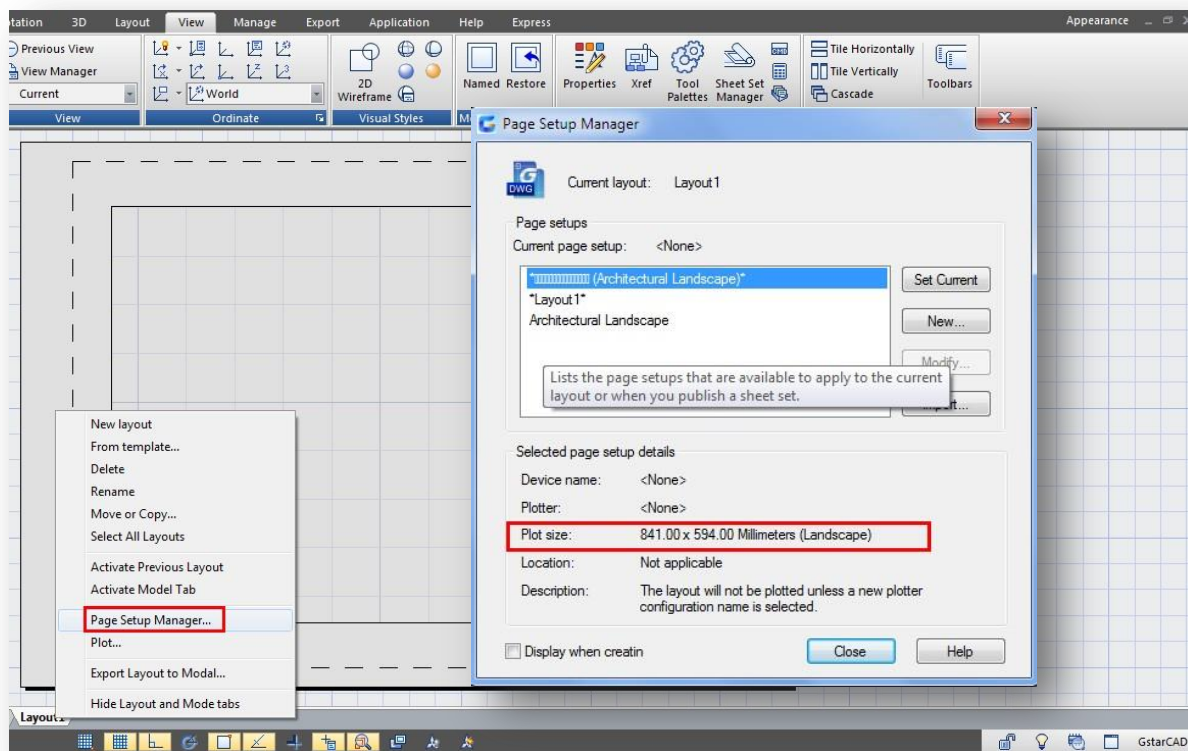 tation 3D Layout View Manage Export Application Help Express Appearance
Previous View
View Manager
Current
World
2D
Wireframe
Named Restore
Properties Xref Tool Palettes Sheet Set Manager
Tile Horizontally
Tile Vertically
Cascade
Toolbars
View Ordinate Visual Styles
Page Setup Manager
DWG
Current layout: Layout1
Page setups
Current page setup: <None>
(Architectural Landscape)*
*Layout1*
Architectural Landscape
Set Current
New...
Modify...
Lists the page setups that are available to apply to the current
layout or when you publish a sheet set.
Selected page setup details
Device name: <None>
Plotter: <None>
Plot size: 841.00 x 594.00 Millimeters (Landscape)
Location: Not applicable
Description: The layout will not be plotted unless a new plotter
configuration name is selected.
Display when creatin
Close Help
New layout
From template...
Delete
Rename
Move or Copy...
Select All Layouts
Activate Previous Layout
Activate Model Tab
Page Setup Manager...
Plot...
Export Layout to Modal...
Hide Layout and Mode tabs
Layout1
GstarCAD